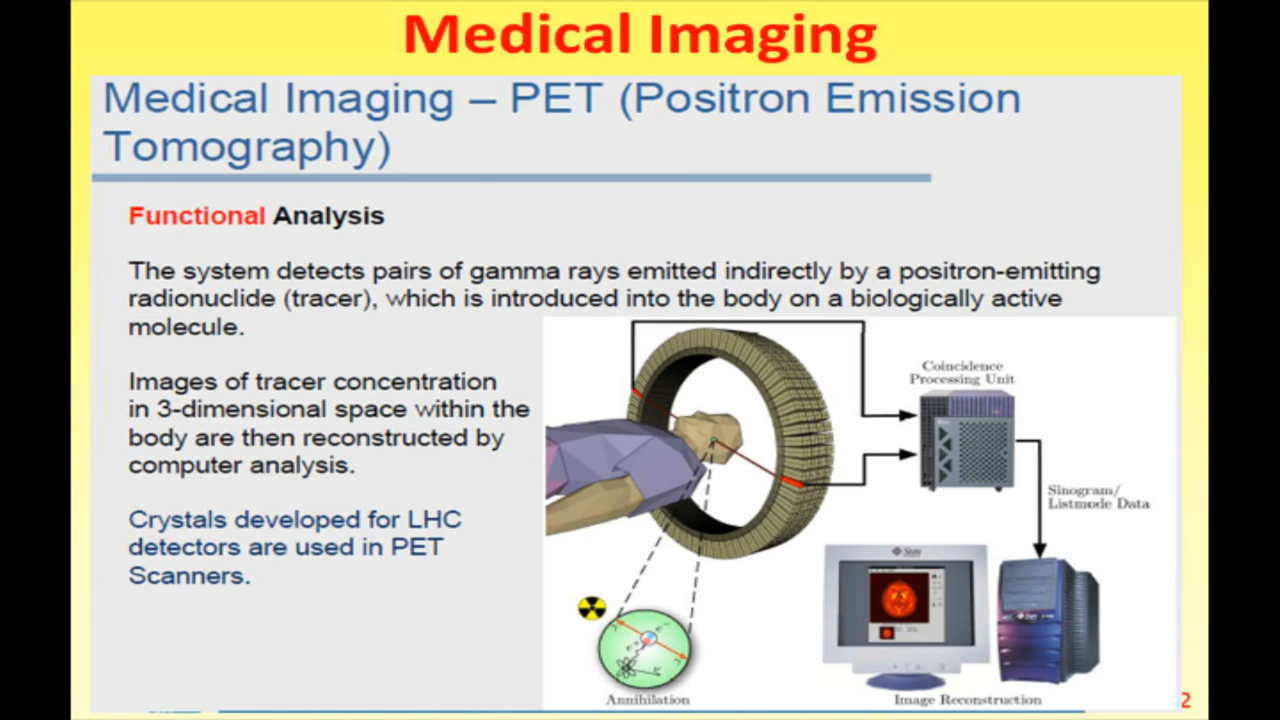 Medical Imaging
Medical Imaging – PET (Positron Emission
Tomography)
Functional Analysis
The system detects pairs of gamma rays emitted indirectly by a positron-emitting
radionuclide (tracer), which is introduced into the body on a biologically active
molecule.
Images of tracer concentration
in 3-dimensional space within the
body are then reconstructed by
computer analysis.
Crystals developed for LHC
detectors are used in PET
Scanners.
Coincidence
Processing Unit
Sinogram/
Listmode Data
Annihilation
Image Reconstruction
2